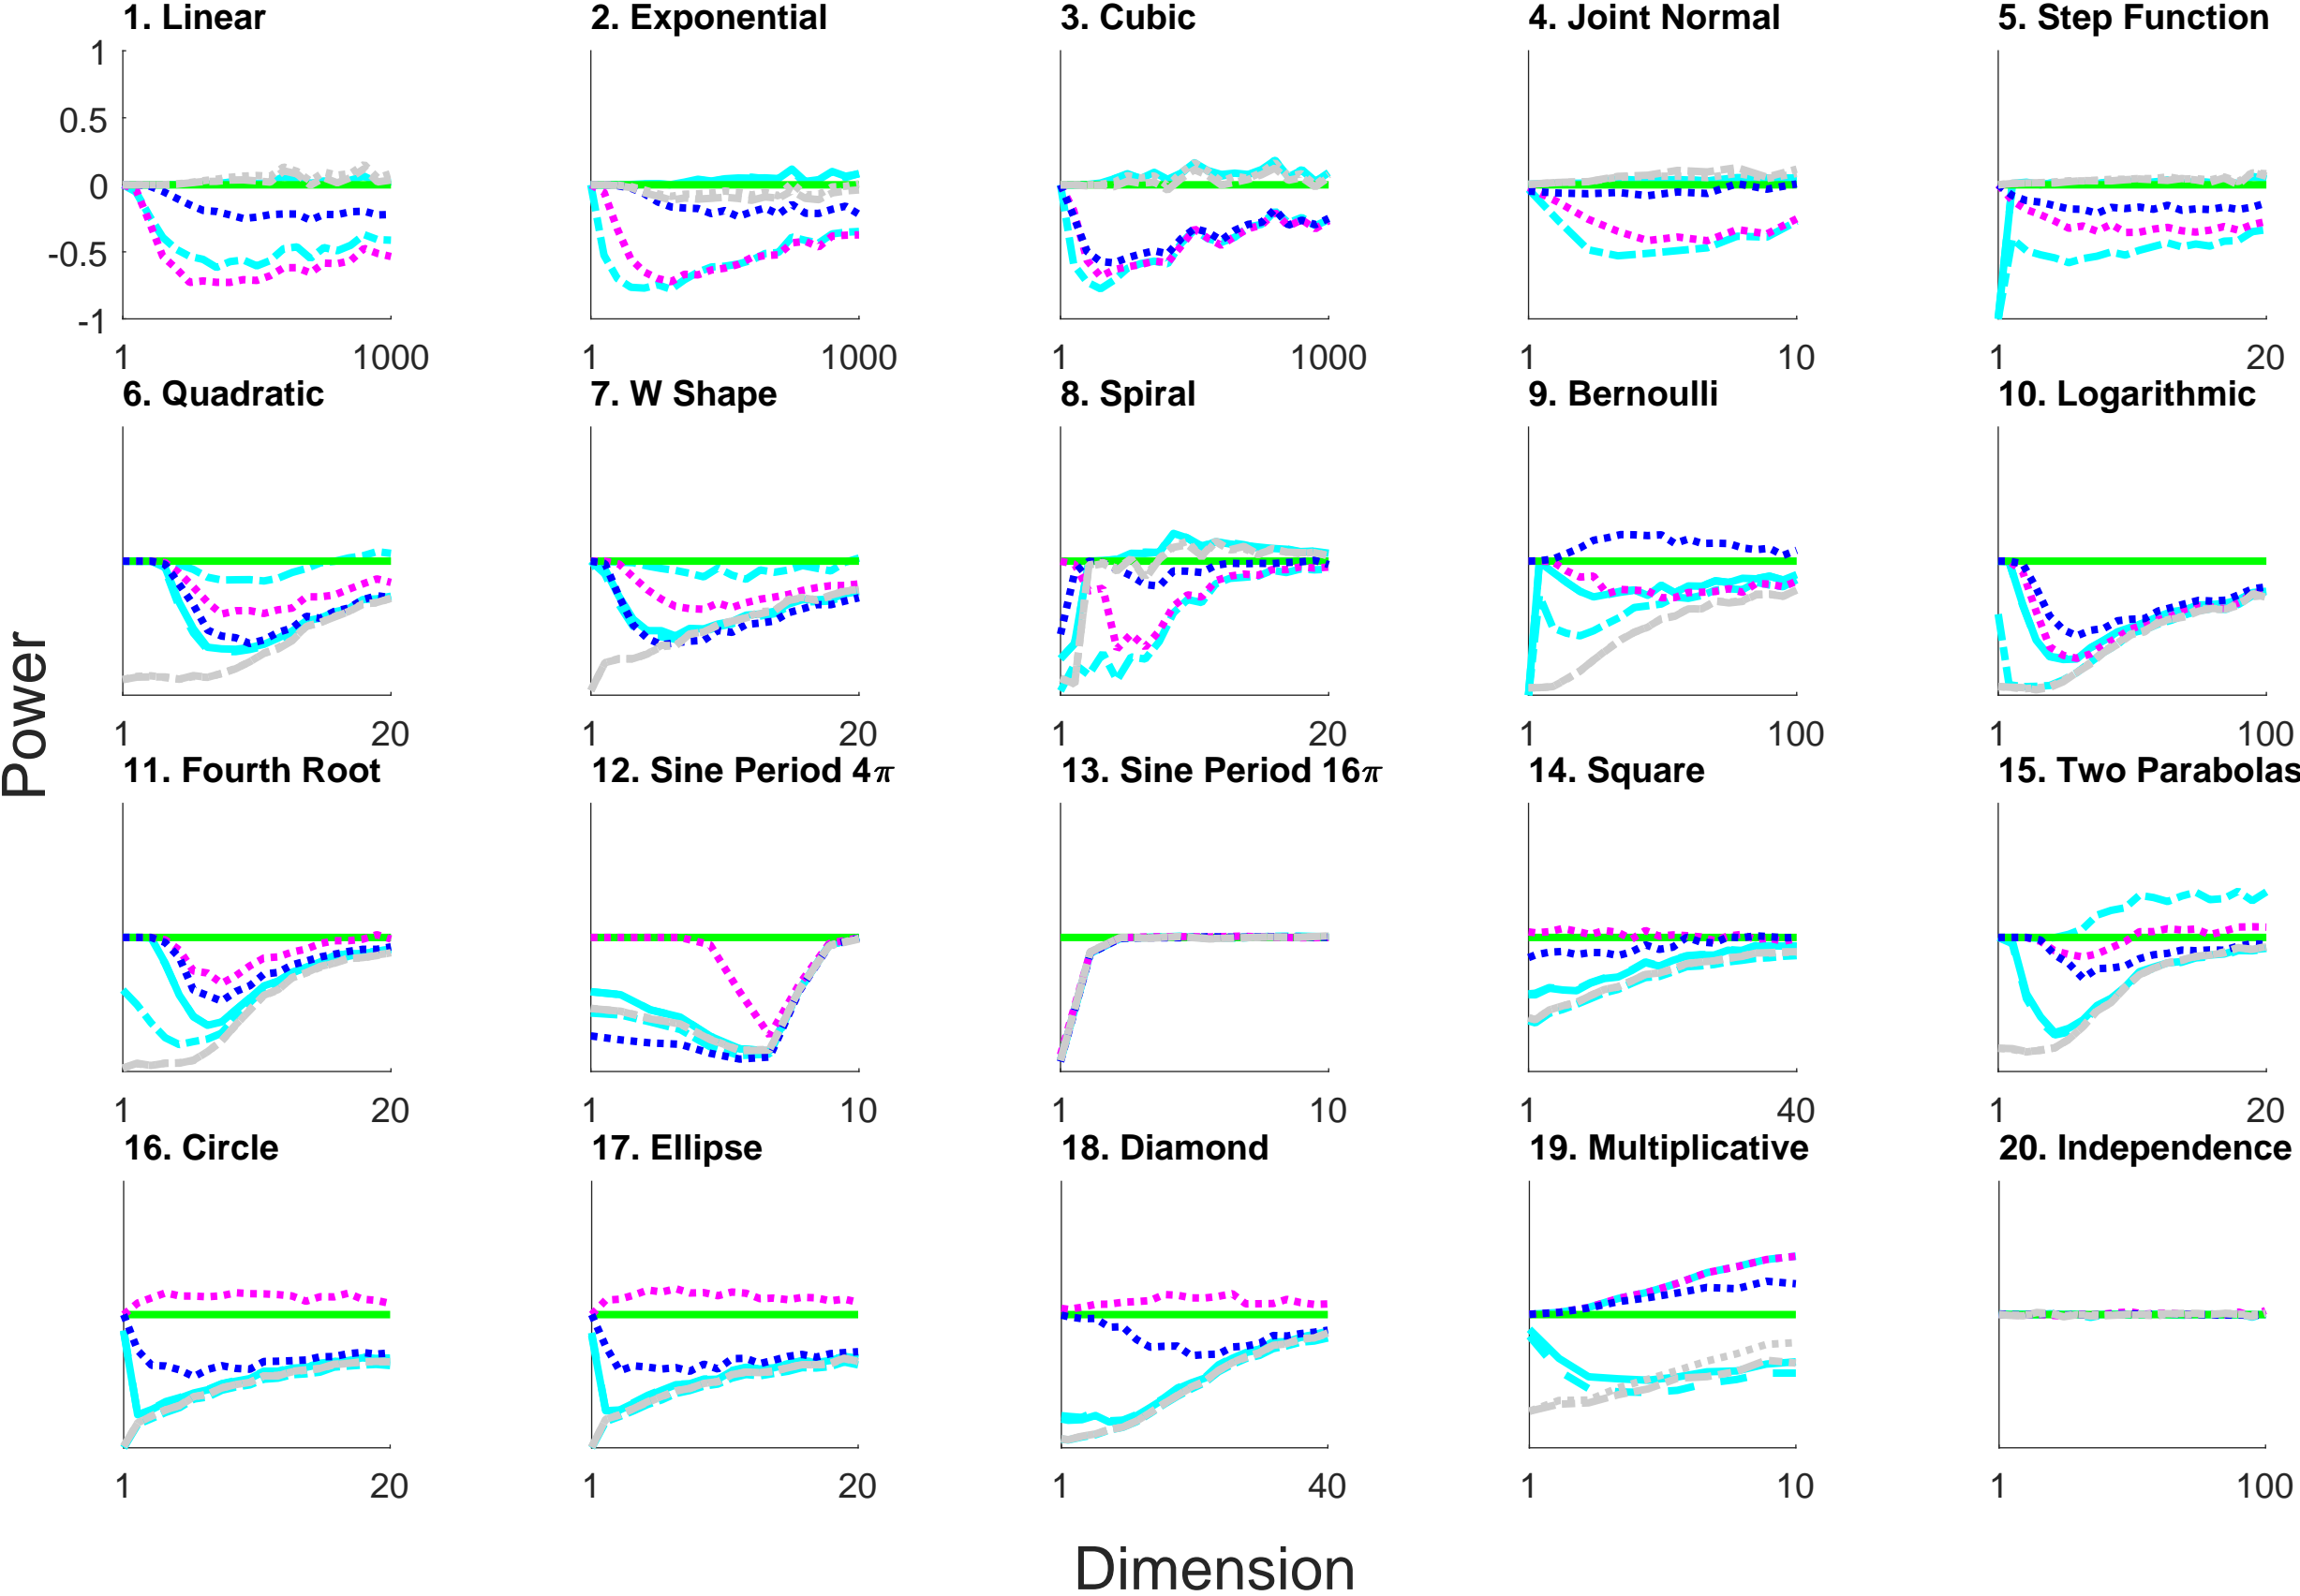 1. Linear 2. Exponential 3. Cubic 4. Joint Normal 5. Step Function
1
0.5
0
-0.5
-1
1 1000 1 1000 1 1000 1 10 1 20
6. Quadratic 7. W Shape 8. Spiral 9. Bernoulli 10. Logarithmic
1 20 1 20 1 20 1 100 1 100
Power
11. Fourth Root 12. Sine Period 4π 13. Sine Period 16π 14. Square 15. Two Parabolas
1 20 1 10 1 10 1 40 1 20
16. Circle 17. Ellipse 18. Diamond 19. Multiplicative 20. Independence
1 20 1 20 1 40 1 10 1 100
Dimension